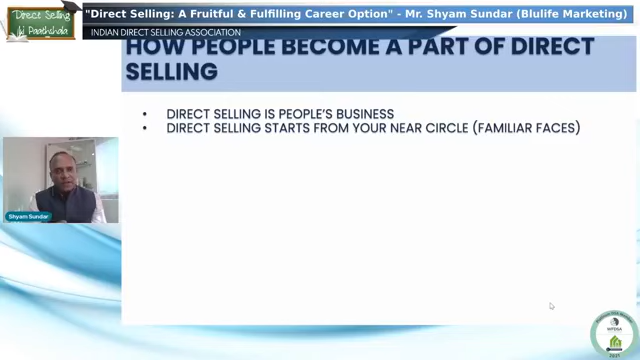 Direct Selling
ki Paathshala
"Direct Selling: A Fruitful & Fulfilling Career Option" - Mr. Shyam Sundar (Blulife Marketing)
INDIAN DIRECT SELLING ASSOCIATION
HOW PEOPLE BECOME A PART OF DIRECT
SELLING
• DIRECT SELLING IS PEOPLE'S BUSINESS
• DIRECT SELLING STARTS FROM YOUR NEAR CIRCLE (FAMILIAR FACES)
Shyam Sundar